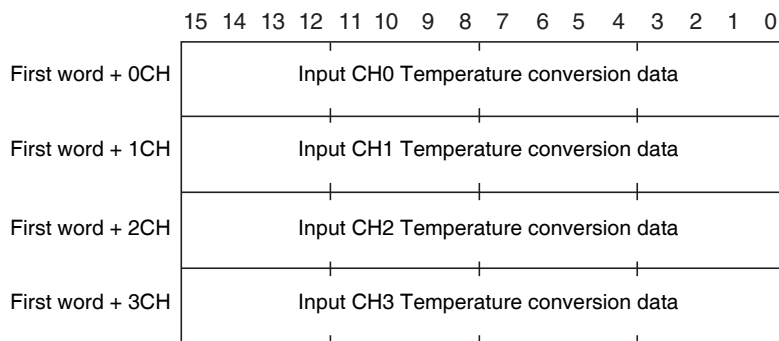 15 14 13 12 11 10 9 8 7 6 5 4 3 2 1 0
First word + 0CH Input CH0 Temperature conversion data
First word + 1CH Input CH1 Temperature conversion data
First word + 2CH Input CH2 Temperature conversion data
First word + 3CH Input CH3 Temperature conversion data